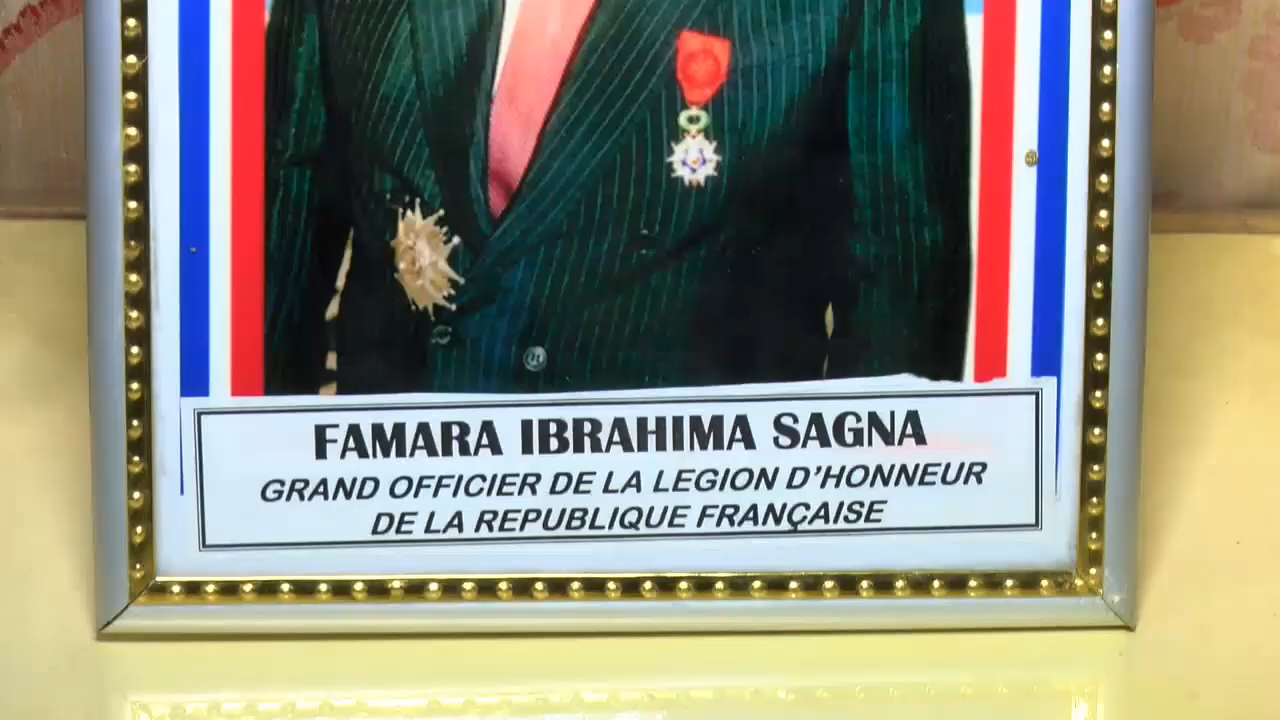 FAMARA IBRAHIMA SAGNA
GRAND OFFICIER DE LA LEGION D'HONNEUR
DE LA REPUBLIQUE FRANÇAISE